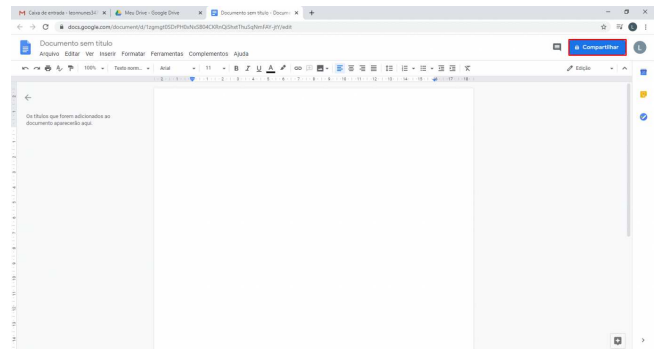 Caixa de entrada - leormunes34
Meu Drive - Google Drive
Documento sem título - Docum
docs.google.com/document/d/
/edit
Documento sem título
Arquivo Editar Ver Inserir Formatar Ferramentas Complementos Ajuda
Compartilhar
L
100%
Texto norm...
Arial
11
B I U A
Edição
Os títulos que forem adicionados ao
documento aparecerão aqui.